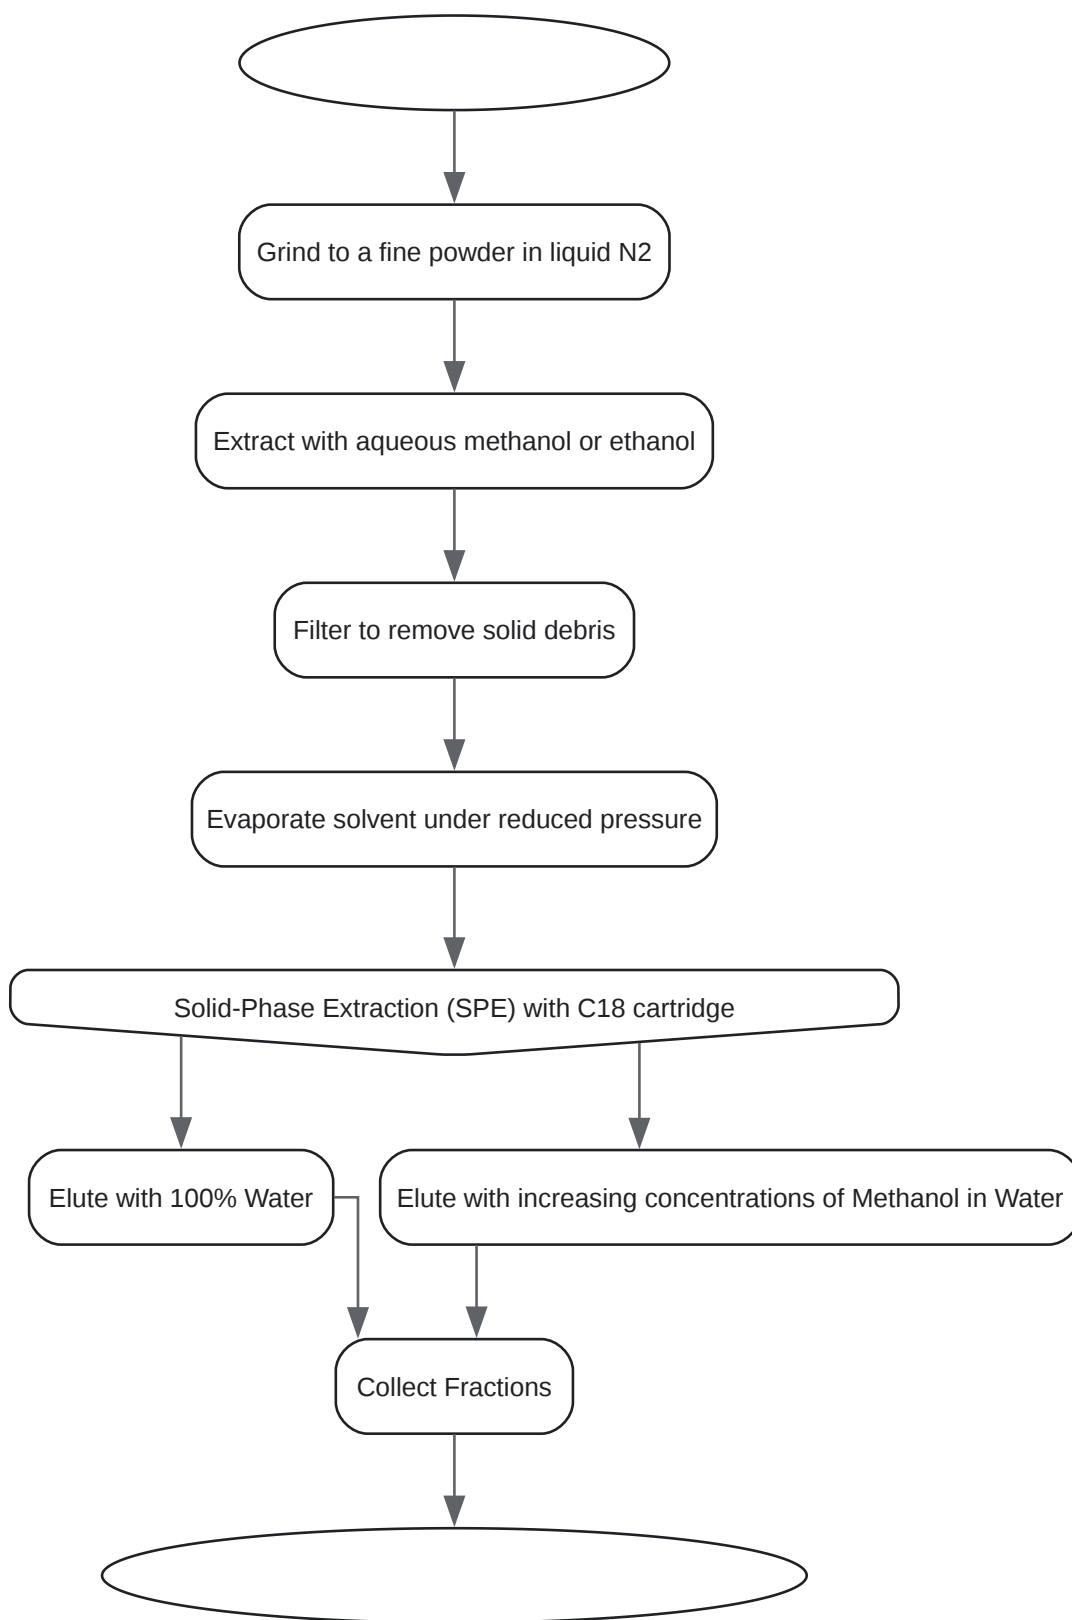 Grind to a fine powder in liquid N2
Extract with aqueous methanol or ethanol
Filter to remove solid debris
Evaporate solvent under reduced pressure
Solid-Phase Extraction (SPE) with C18 cartridge
Elute with 100% Water
Elute with increasing concentrations of Methanol in Water
Collect Fractions